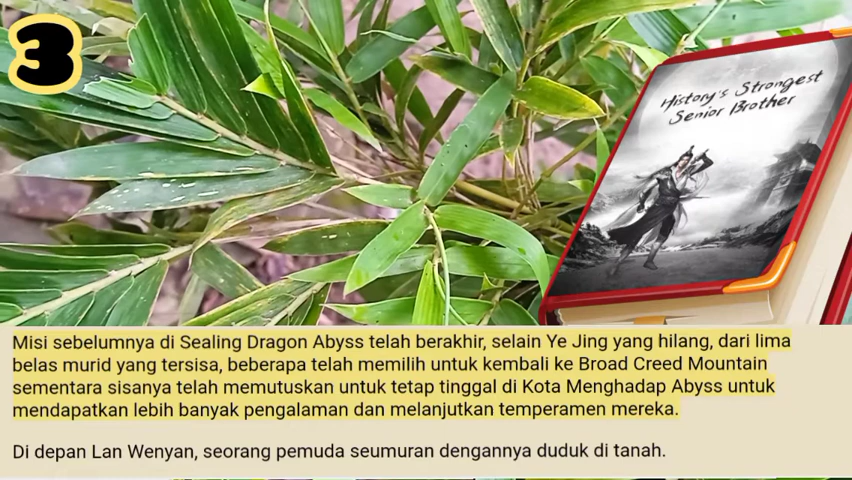 3
History's Strongest
Senior Brother
Misi sebelumnya di Sealing Dragon Abyss telah berakhir, selain Ye Jing yang hilang, dari lima
belas murid yang tersisa, beberapa telah memilih untuk kembali ke Broad Creed Mountain
sementara sisanya telah memutuskan untuk tetap tinggal di Kota Menghadap Abyss untuk
mendapatkan lebih banyak pengalaman dan melanjutkan temperamen mereka.
Di depan Lan Wenyan, seorang pemuda seumuran dengannya duduk di tanah.